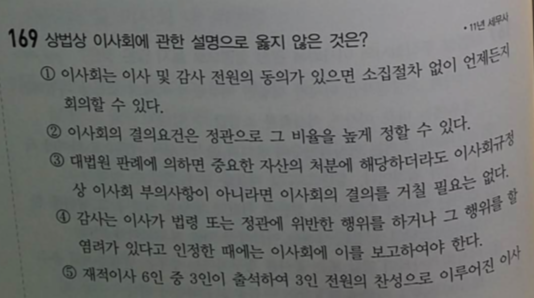 • 11년 세무사
169 상법상 이사회에 관한 설명으로 옳지 않은 것은?
① 이사회는 이사 및 감사 전원의 동의가 있으면 소집절차 없이 언제든지
회의할 수 있다.
② 이사회의 결의요건은 정관으로 그 비율을 높게 정할 수 있다.
③ 대법원 판례에 의하면 중요한 자산의 처분에 해당하더라도 이사회규정
상 이사회 부의사항이 아니라면 이사회의 결의를 거칠 필요는 없다.
④ 감사는 이사가 법령 또는 정관에 위반한 행위를 하거나 그 행위를 할
염려가 있다고 인정한 때에는 이사회에 이를 보고하여야 한다.
⑤ 재적이사 6인 중 3인이 출석하여 3인 전원의 찬성으로 이루어진 이사